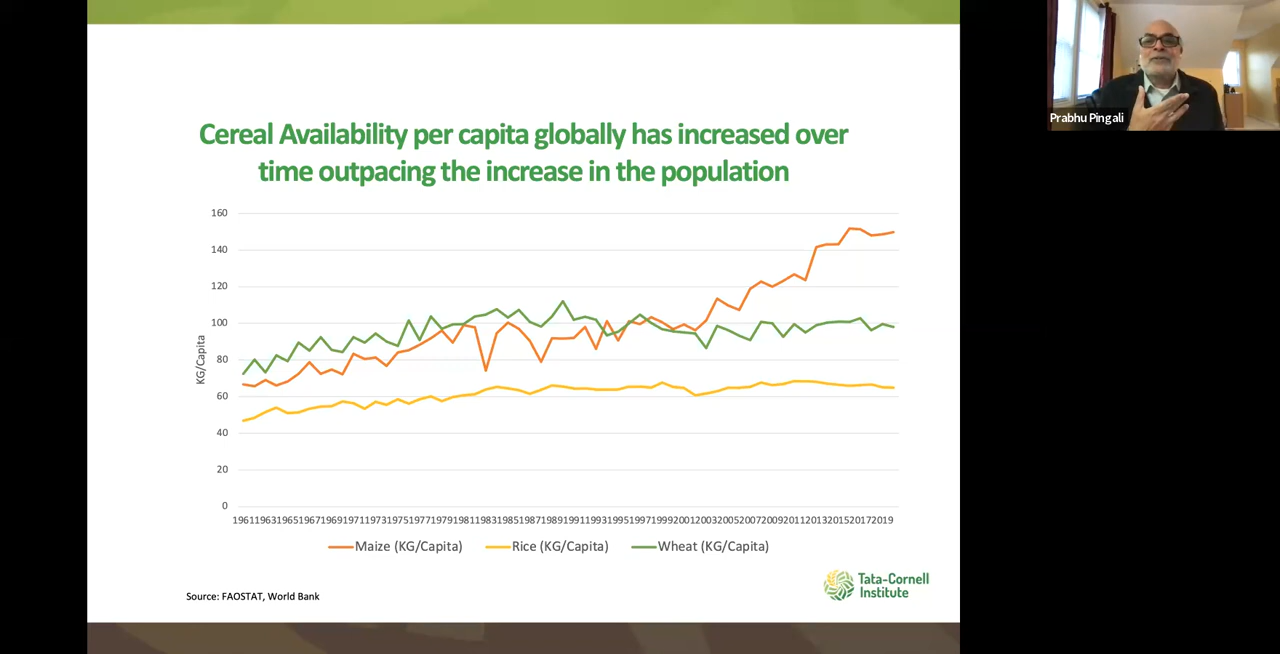 Prabhu Pingali
Cereal Availability per capita globally has increased over
time outpacing the increase in the population
160
140
120
100
80
60
40
20
0
KG/Capita
196119631965196719691971197319751977197919811983198519871989199119931995199719992001200320052007200920112013201520172019
Maize (KG/Capita) Rice (KG/Capita) Wheat (KG/Capita)
Source: FAOSTAT, World Bank
Tata-Cornell
Institute